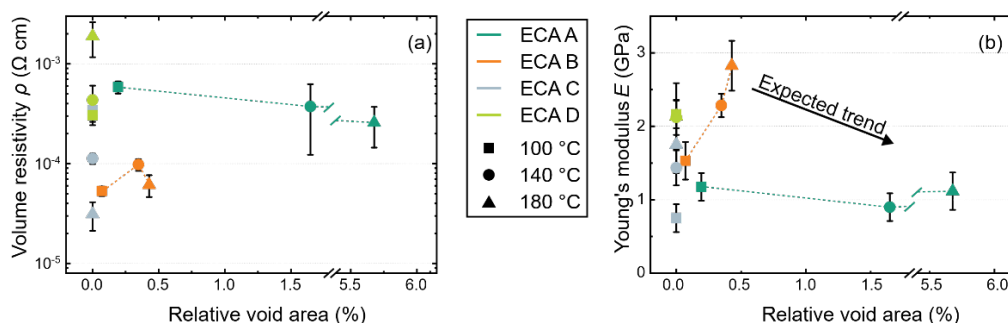 (a)
Volume resistivity ρ (Ω cm)
10⁻³
10⁻⁴
10⁻⁵
0.0 0.5 1.0 1.5 5.5 6.0
Relative void area (%)
ECA A
ECA B
ECA C
ECA D
100 °C
140 °C
180 °C
(b)
Young's modulus E (GPa)
3
2
1
0
Expected trend
0.0 0.5 1.0 1.5 5.5 6.0
Relative void area (%)